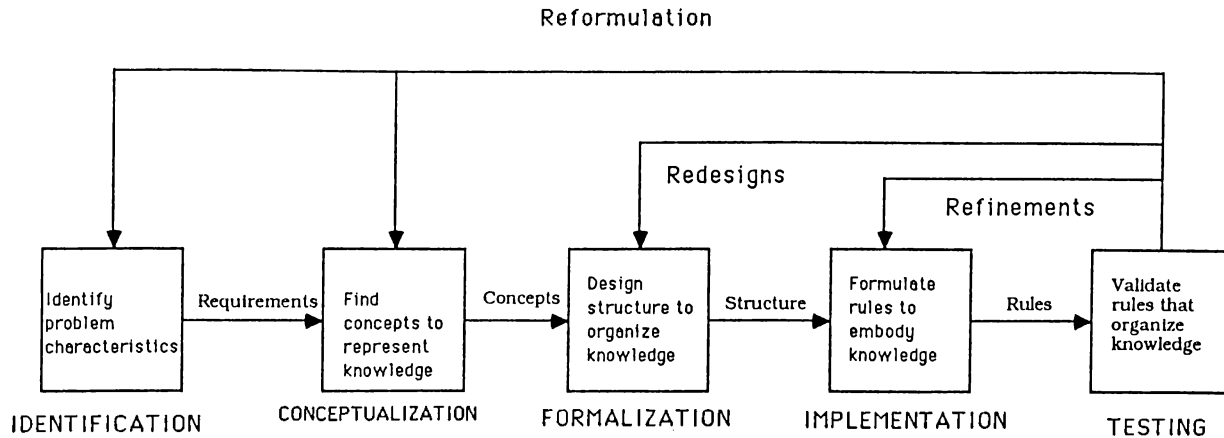 Reformulation
Redesigns
Refinements
Identify
problem
characteristics
Requirements
Find
concepts to
represent
knowledge
Concepts
Design
structure to
organize
knowledge
Structure
Formulate
rules to
embody
knowledge
Rules
Validate
rules that
organize
knowledge
IDENTIFICATION
CONCEPTUALIZATION
FORMALIZATION
IMPLEMENTATION
TESTING